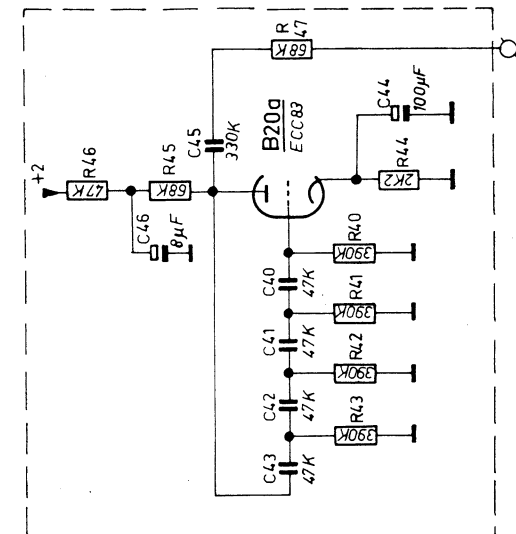 R
47
68K
+2
R46
47K
R45
68K
C45
330K
B20a
ECC83
C44
100µF
R44
2K2
C46
8µF
R40
390K
C40
47K
R41
390K
C41
47K
R42
390K
C42
47K
R43
390K
C43
47K